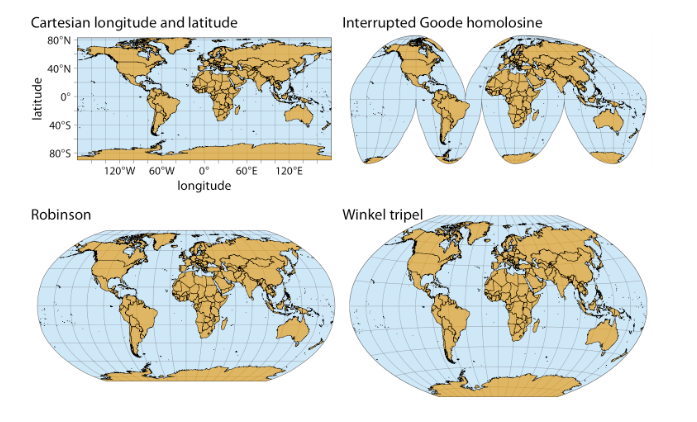 Cartesian longitude and latitude
Interrupted Goode homolosine
80°N
40°N
0°
40°S
80°S
latitude
120°W 60°W 0° 60°E 120°E
longitude
Robinson
Winkel tripel